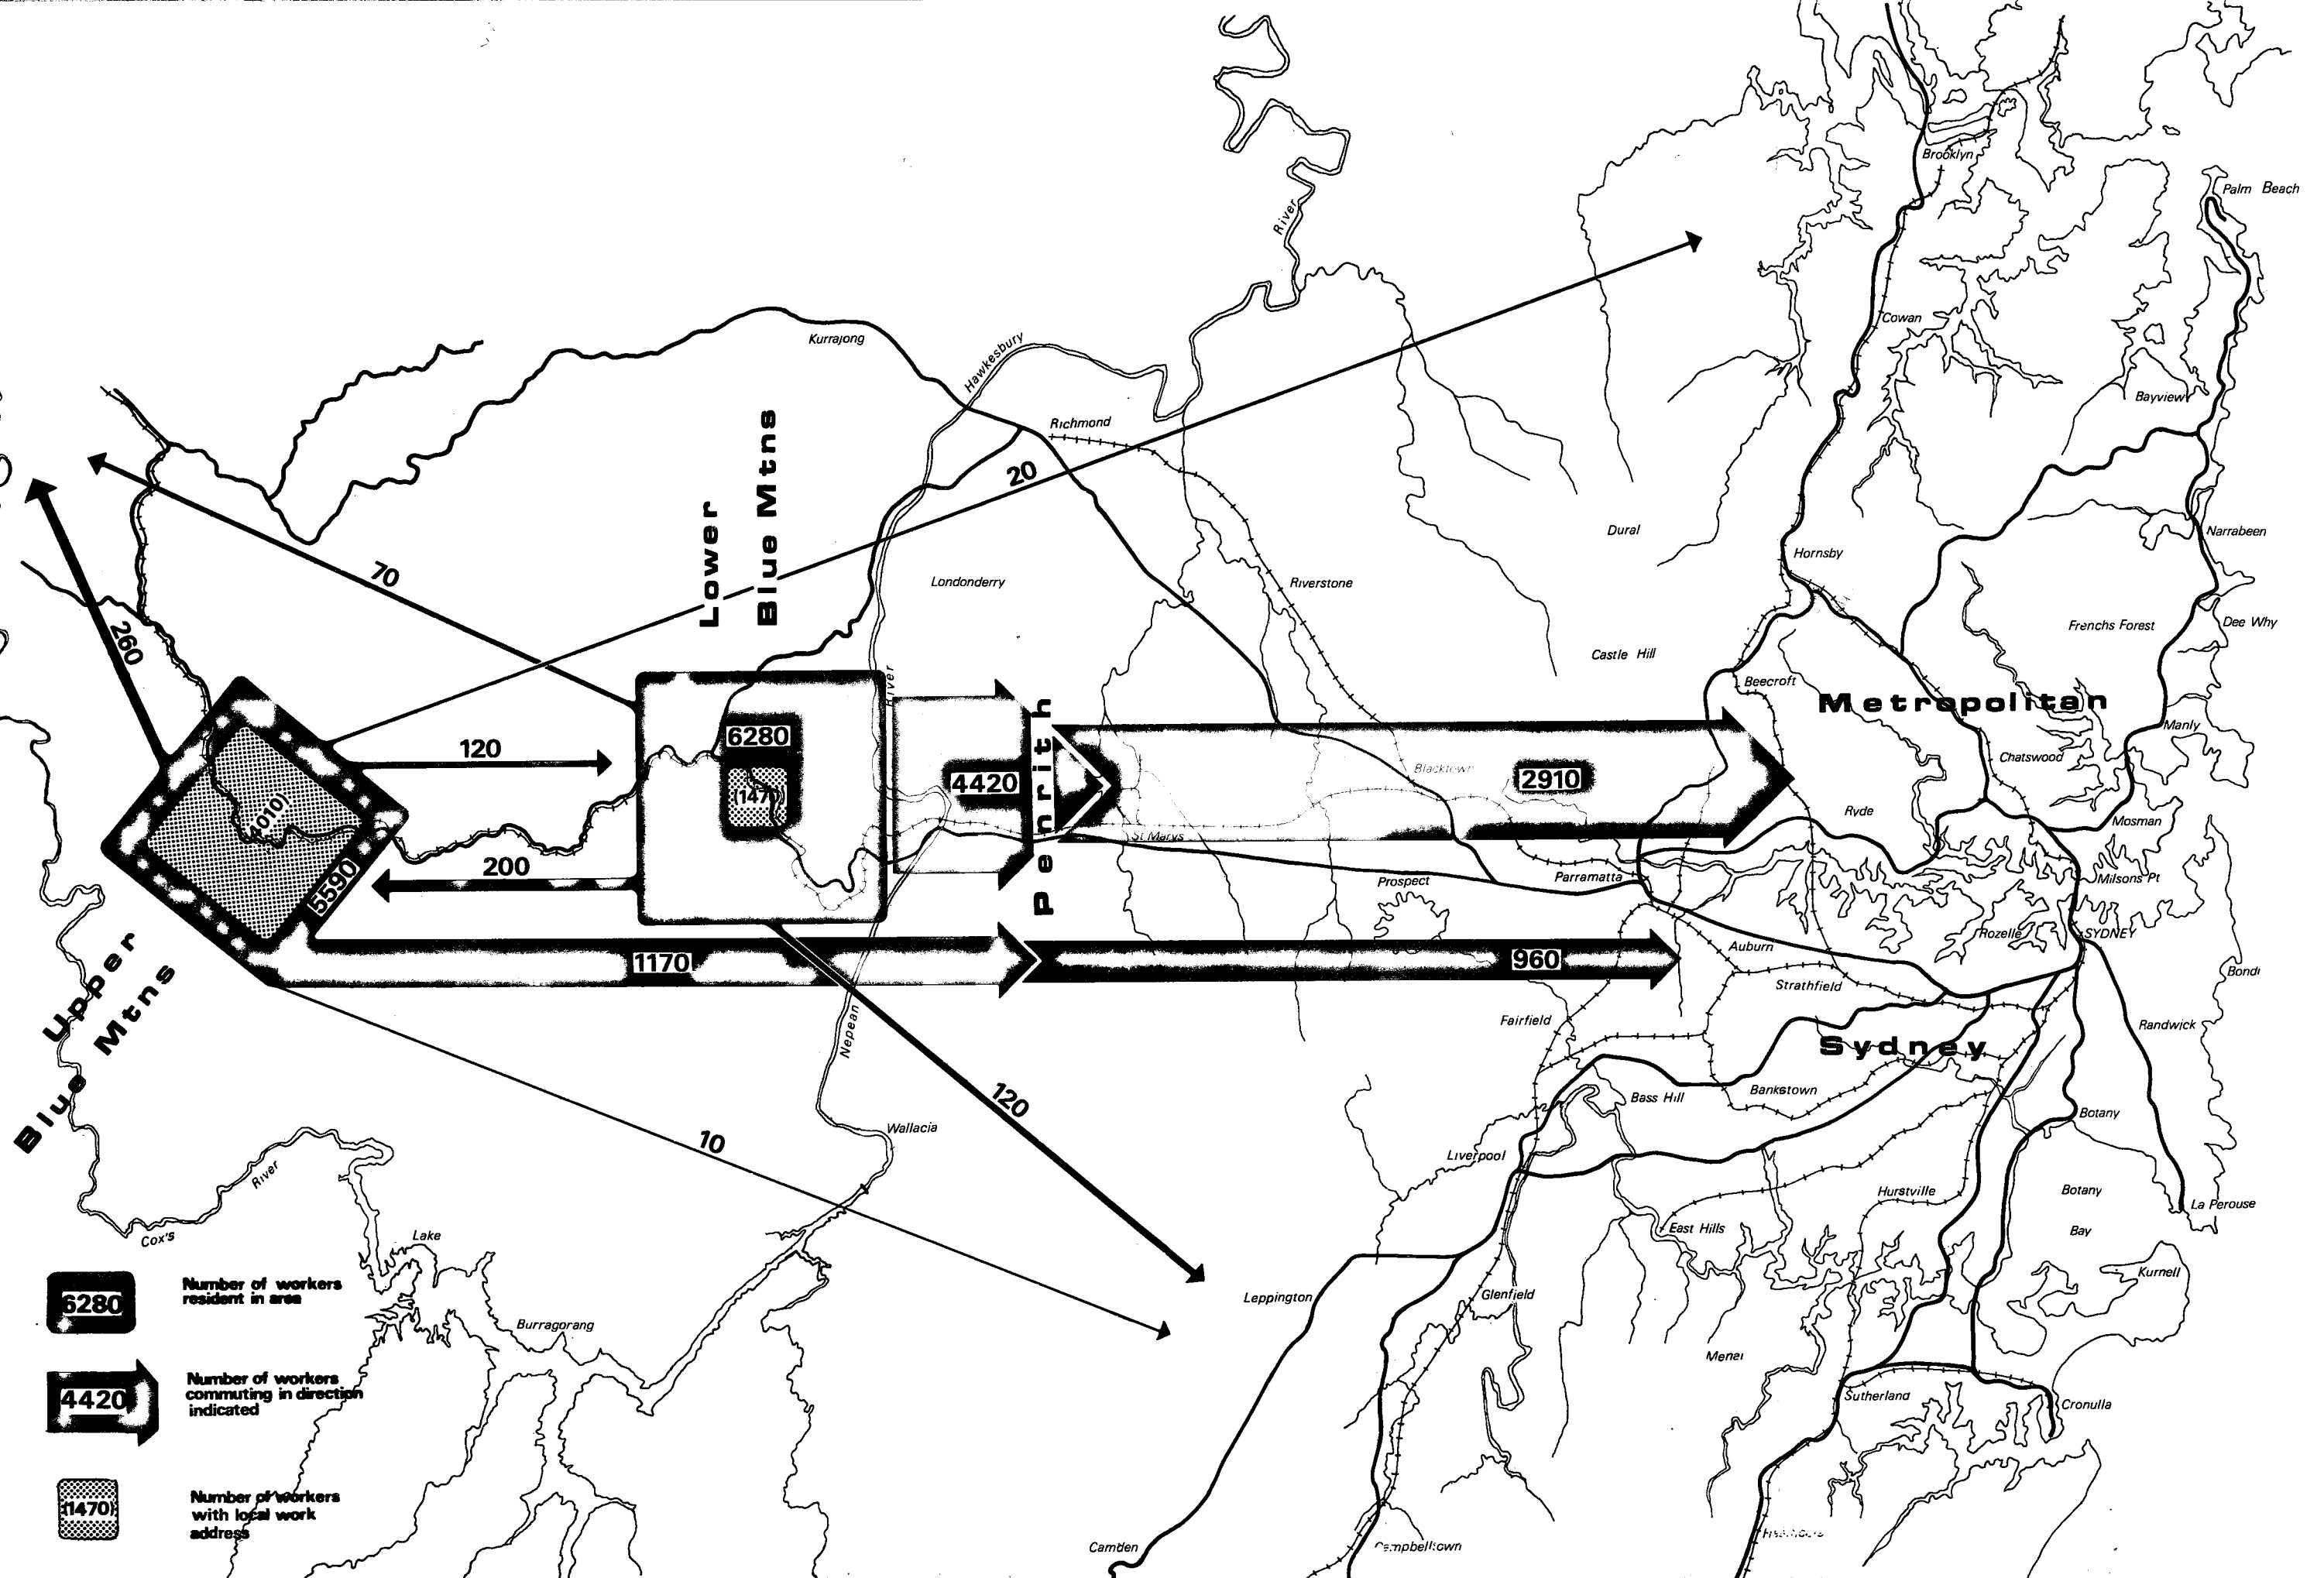 Brooklyn
Palm Beach
River
Cowan
Kurrajong
Hawkesbury
Bayview
Richmond
20
Lower
Blue Mtns
Dural
Narrabeen
Hornsby
70
Londonderry
Riverstone
260
Frenchs Forest
Dee Why
Castle Hill
River
Beecroft
Metropolitan
Manly
6280
120
Chatswood
4420
Penrith
Blacktown
2910
(1470)
4010)
Ryde
Mosman
St Marys
200
5590
Prospect
Parramatta
Milsons Pt
Rozelle
SYDNEY
Auburn
1170
960
Bondi
Strathfield
Upper
Blue Mtns
Nepean
Fairfield
Randwick
Sydney
120
Bankstown
Bass Hill
Botany
Wallacia
10
Liverpool
River
Hurstville
Botany
Bay
La Perouse
East Hills
Cox's
Lake
Kurnell
6280
Number of workers
resident in area
Leppington
Glenfield
Burragorang
Menai
4420
Number of workers
commuting in direction
indicated
Sutherland
Cronulla
(1470)
Number of workers
with local work
address
Camden
Campbelltown